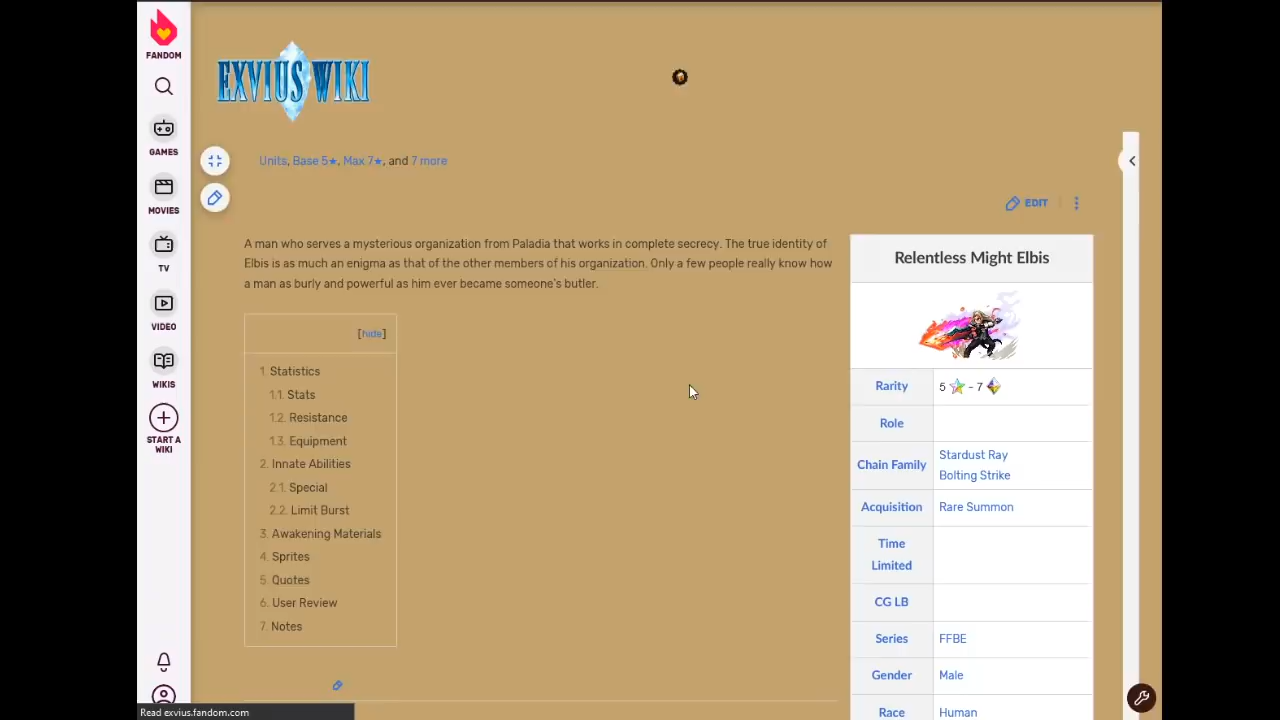 FANDOM
GAMES
MOVIES
TV
VIDEO
WIKIS
START A
WIKI
EXVIUS WIKI
Units, Base 5★, Max 7★, and 7 more
EDIT
A man who serves a mysterious organization from Paladia that works in complete secrecy. The true identity of
Elbis is as much an enigma as that of the other members of his organization. Only a few people really know how
a man as burly and powerful as him ever became someone's butler.
[hide]
1. Statistics
1.1. Stats
1.2. Resistance
1.3. Equipment
2. Innate Abilities
2.1. Special
2.2. Limit Burst
3. Awakening Materials
4. Sprites
5. Quotes
6. User Review
7. Notes
Relentless Might Elbis
Rarity 5 - 7
Role
Chain Family Stardust Ray
Bolting Strike
Acquisition Rare Summon
Time
Limited
CG LB
Series FFBE
Gender Male
Race Human
Read exvius.fandom.com